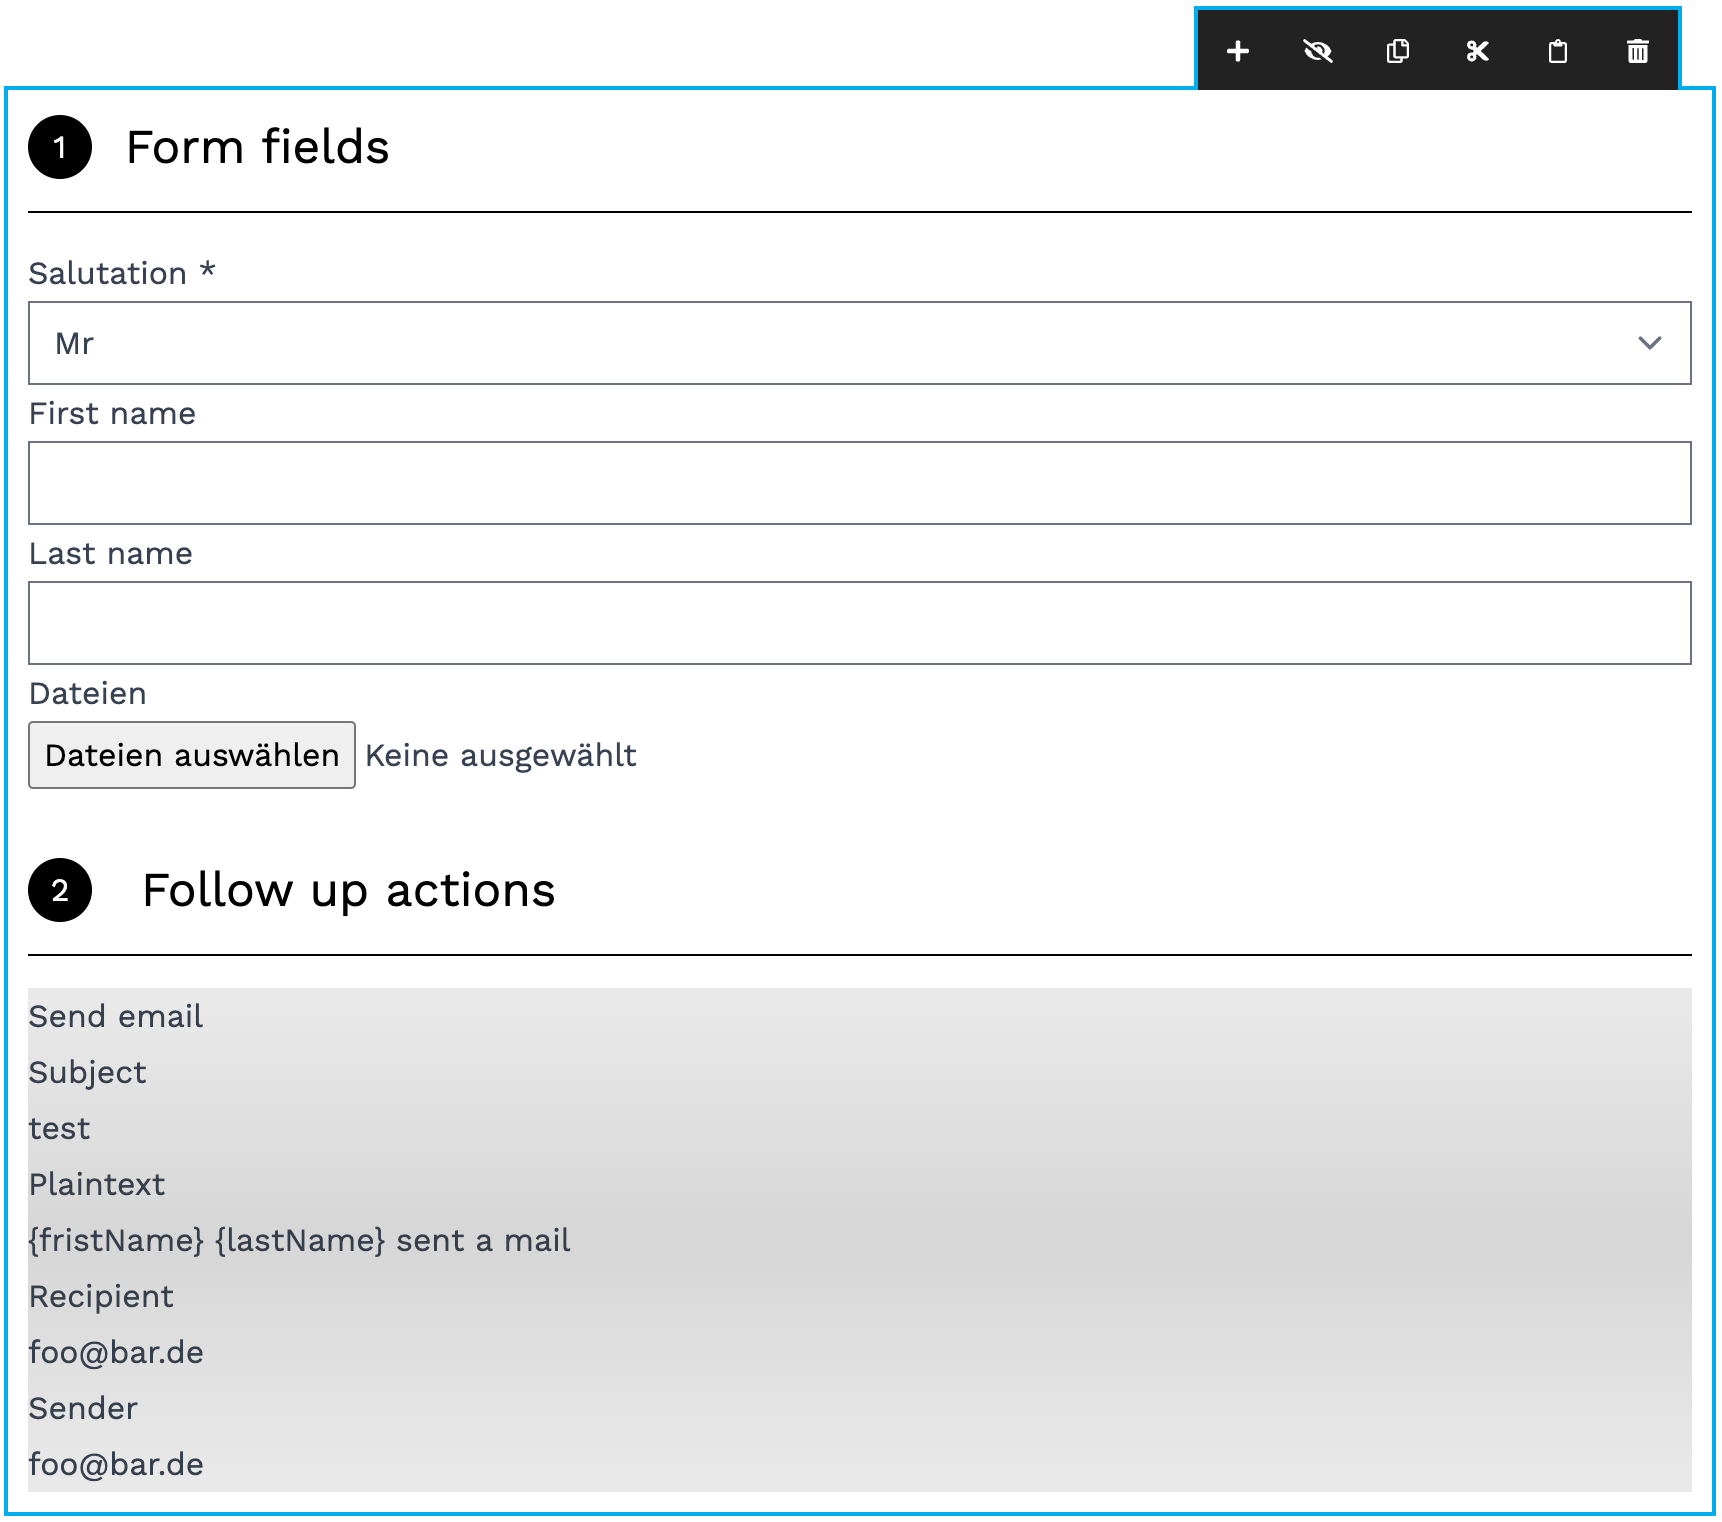 1 Form fields
Salutation *
Mr
First name
Last name
Dateien
Dateien auswählen Keine ausgewählt
2 Follow up actions
Send email
Subject
test
Plaintext
{fristName} {lastName} sent a mail
Recipient
foo@bar.de
Sender
foo@bar.de